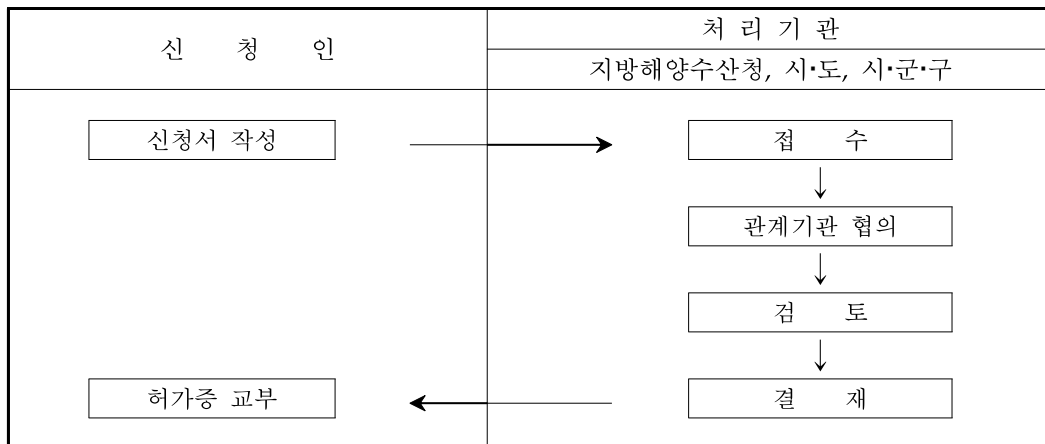 신 청 인
처 리 기 관
지방해양수산청, 시·도, 시·군·구
신청서 작성
접 수
관계기관 협의
검 토
허가증 교부
결 재